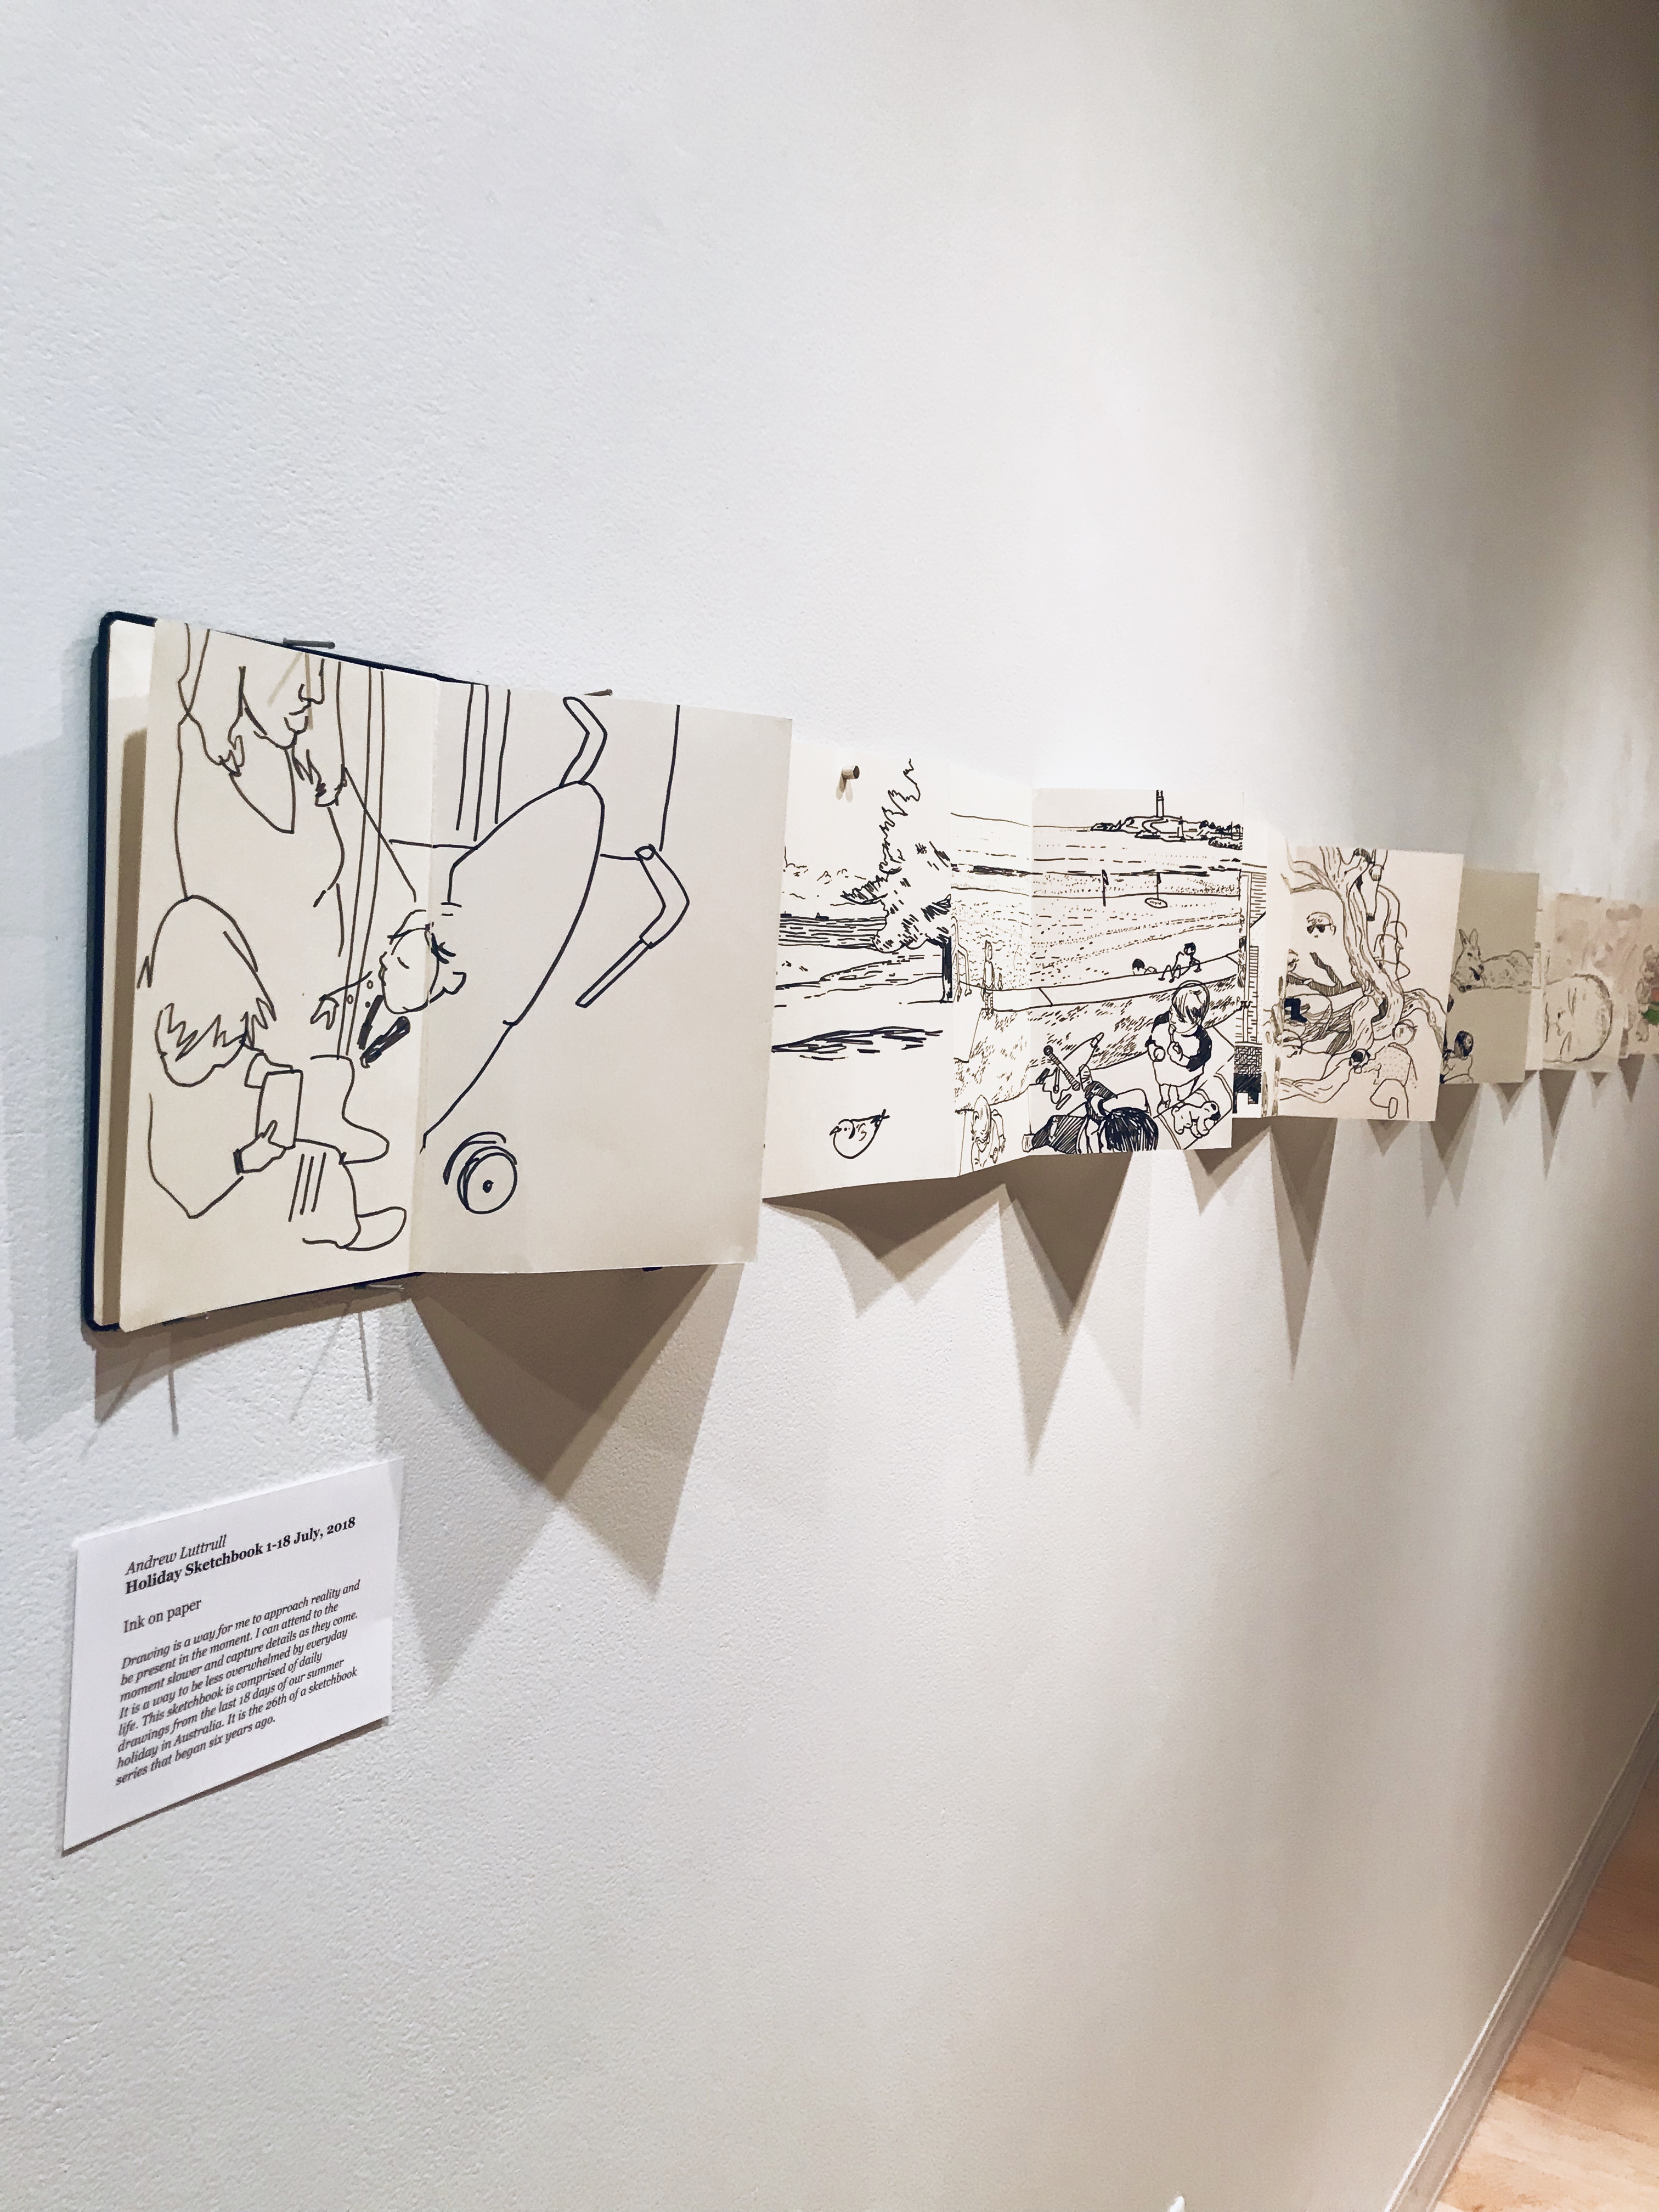 Andrew Luttrull
Holiday Sketchbook 1-18 July, 2018
Ink on paper
Drawing is a way for me to approach reality and
be present in the moment. I can attend to the
moment slower and capture details as they come.
It is a way to be less overwhelmed by everyday
life. This sketchbook is comprised of daily
drawings from the last 18 days of our summer
holiday in Australia. It is the 26th of a sketchbook
series that began six years ago.